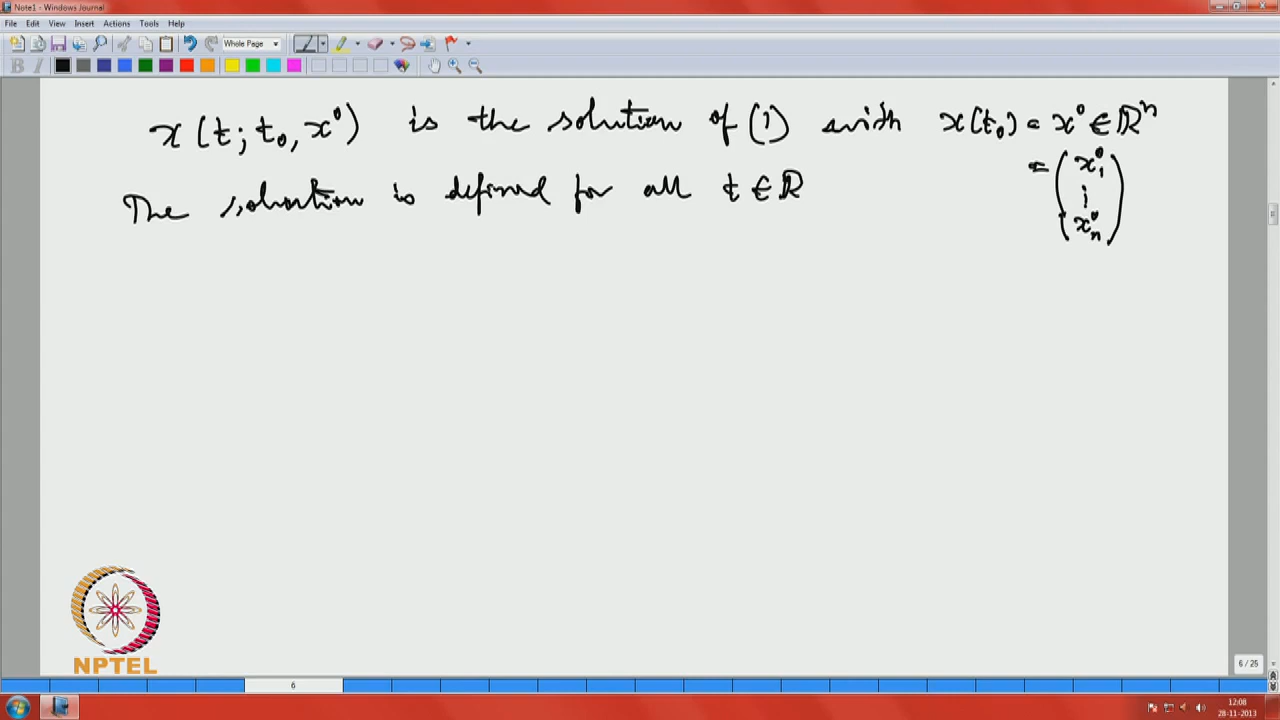 Note1 - Windows Journal
File Edit View Insert Actions Tools Help
Whole Page
x(t; t₀, x⁰) is the solution of (1) with x(t₀) = x⁰ ∈ ℝⁿ
= (x₁⁰ ⋮ xₙ⁰)
The solution is defined for all t ∈ ℝ
NPTEL
6 / 25
6
12:08
28-11-2013